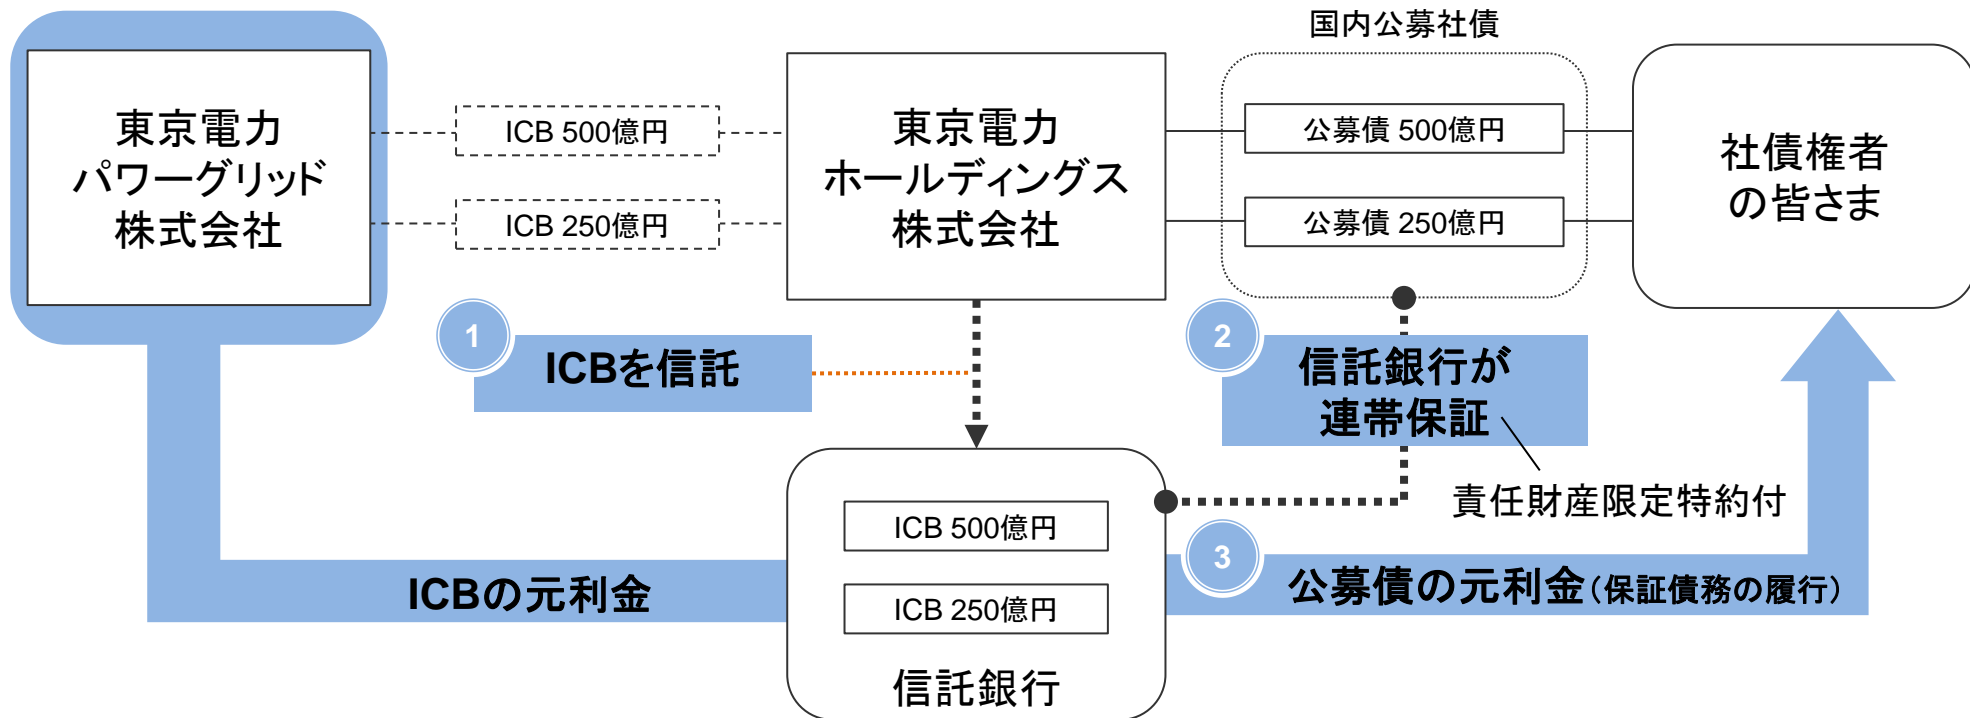 国内公募社債
東京電力
パワーグリッド
株式会社
ICB 500億円
ICB 250億円
東京電力
ホールディングス
株式会社
公募債 500億円
公募債 250億円
社債権者
の皆さま
1
ICBを信託
2
信託銀行が
連帯保証
責任財産限定特約付
ICB 500億円
ICB 250億円
信託銀行
ICBの元利金
3
公募債の元利金(保証債務の履行)